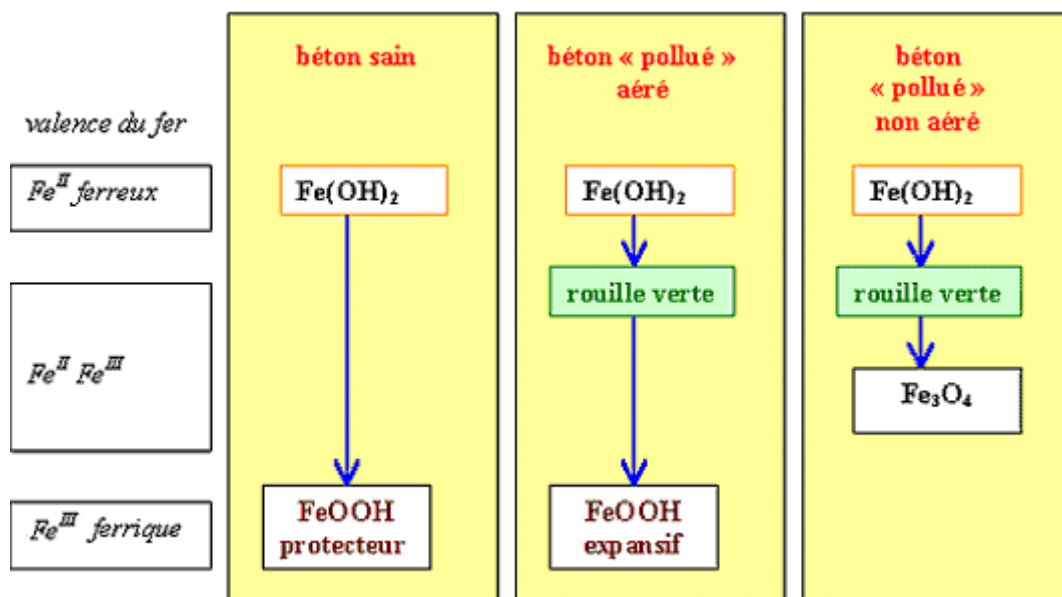 béton sain
béton « pollué »
aéré
béton
« pollué »
non aéré
valence du fer
Fe^II ferreux
Fe(OH)₂
Fe(OH)₂
Fe(OH)₂
rouille verte
rouille verte
Fe^II Fe^III
Fe₃O₄
Fe^III ferrique
FeOOH
protecteur
FeOOH
expansif